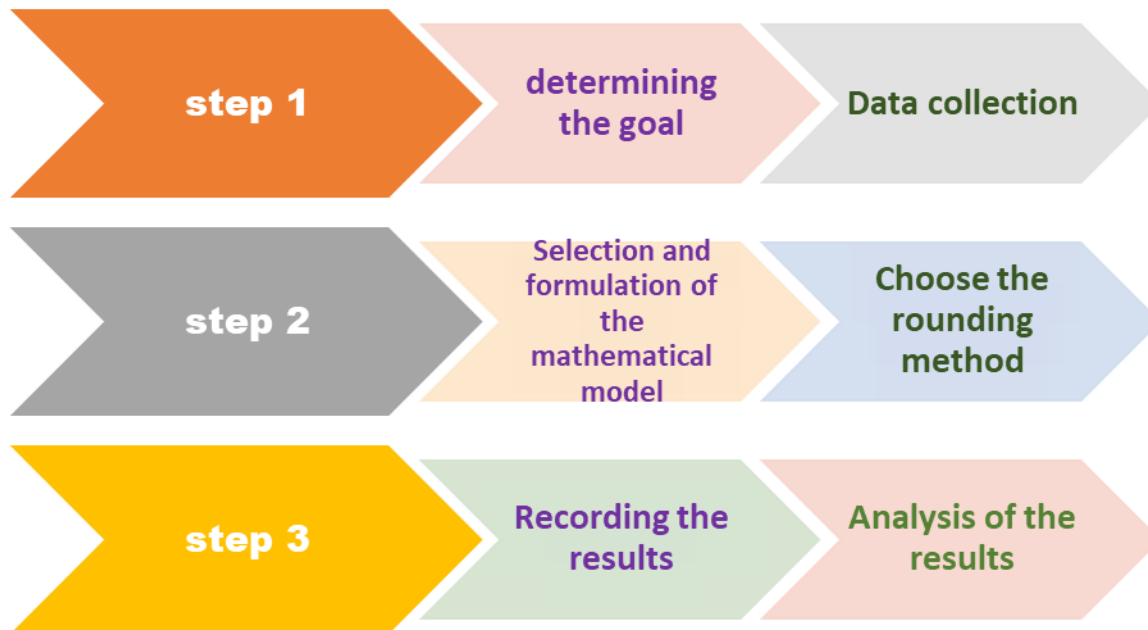 step 1
determining
the goal
Data collection
step 2
Selection and
formulation of
the
mathematical
model
Choose the
rounding
method
step 3
Recording the
results
Analysis of the
results